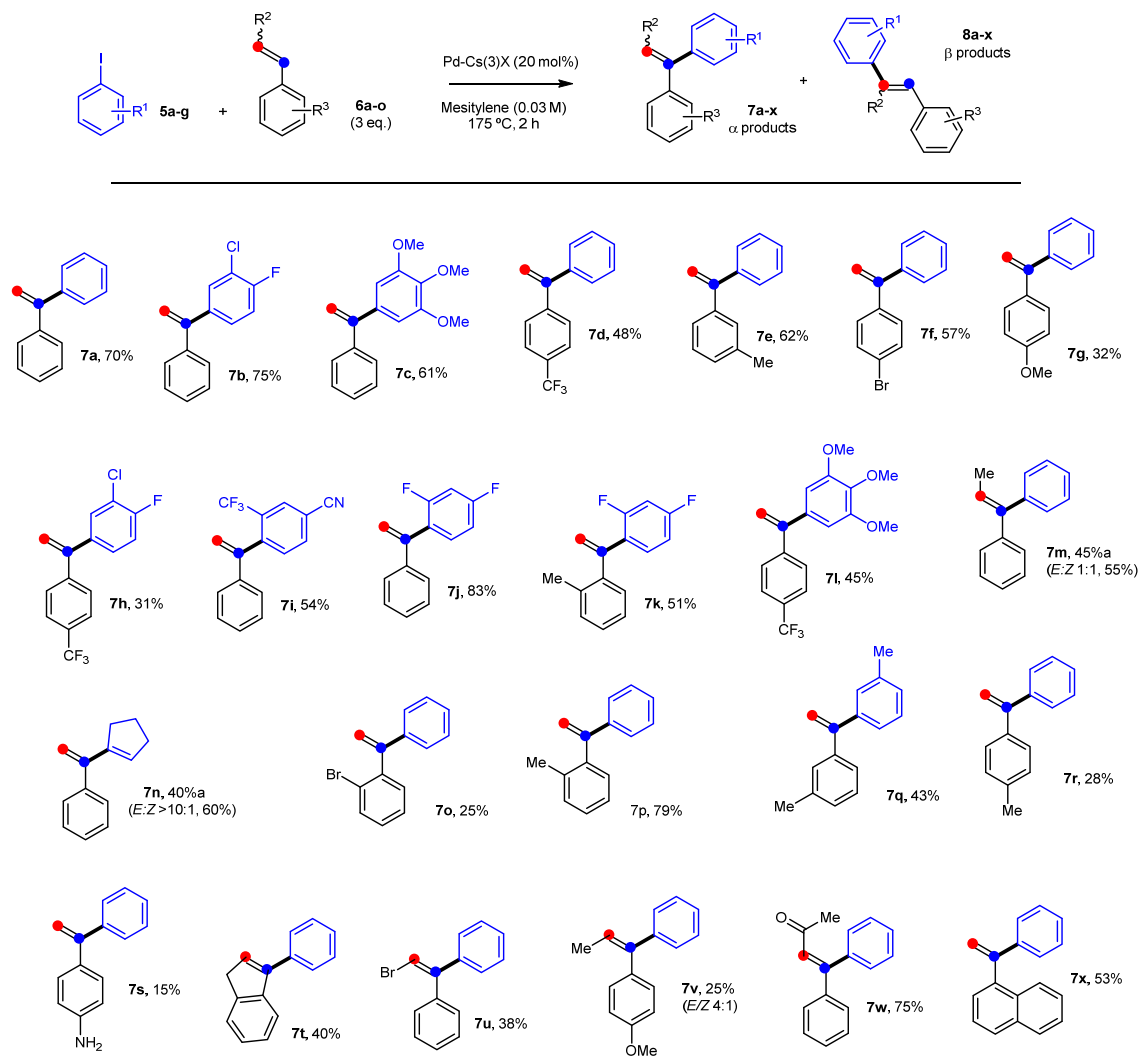 R²
I
R¹
5a-g
+
R²
R³
6a-o
(3 eq.)
Pd-Cs(3)X (20 mol%)
Mesitylene (0.03 M)
175 ºC, 2 h
R²
R¹
R³
7a-x
α products
+
R¹
R²
R³
8a-x
β products
7a, 70%
Cl
F
7b, 75%
OMe
OMe
OMe
7c, 61%
CF₃
7d, 48%
Me
7e, 62%
Br
7f, 57%
OMe
7g, 32%
Cl
F
CF₃
7h, 31%
CF₃
CN
7i, 54%
F
F
7j, 83%
F
F
Me
7k, 51%
OMe
OMe
OMe
CF₃
7l, 45%
Me
7m, 45%a
(E:Z 1:1, 55%)
7n, 40%a
(E:Z >10:1, 60%)
Br
7o, 25%
Me
7p, 79%
Me
Me
7q, 43%
Me
7r, 28%
NH₂
7s, 15%
7t, 40%
Br
7u, 38%
Me
OMe
7v, 25%
(E/Z 4:1)
O
Me
7w, 75%
7x, 53%